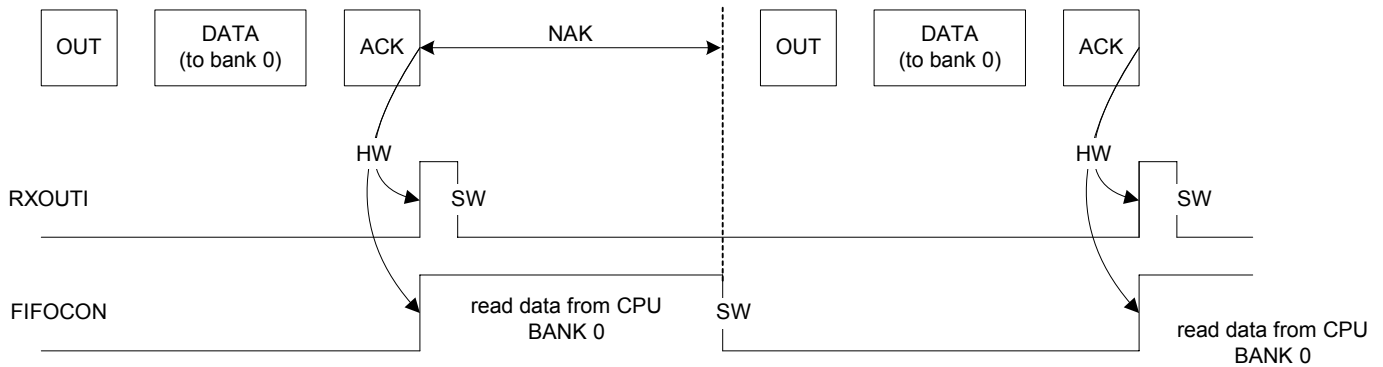 OUT
DATA
(to bank 0)
ACK
NAK
OUT
DATA
(to bank 0)
ACK
HW
HW
RXOUTI
SW
SW
FIFOCON
read data from CPU
BANK 0
SW
read data from CPU
BANK 0